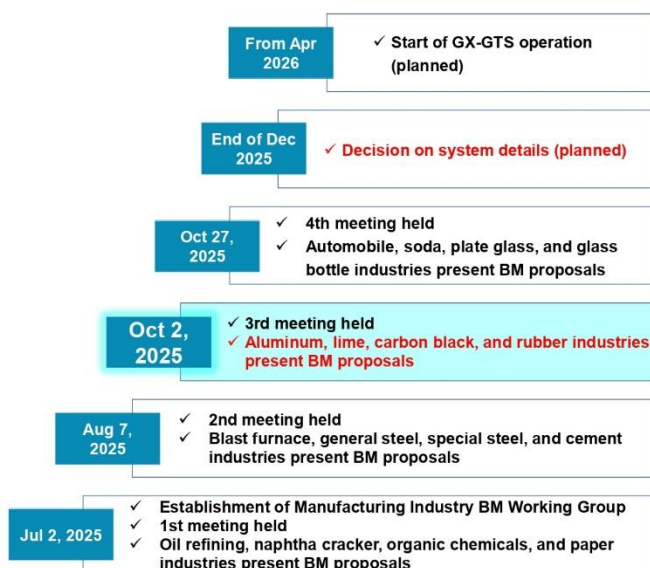 From Apr
2026
✓ Start of GX-GTS operation
(planned)
End of Dec
2025
✓ Decision on system details (planned)
Oct 27,
2025
✓ 4th meeting held
✓ Automobile, soda, plate glass, and glass
bottle industries present BM proposals
Oct 2,
2025
✓ 3rd meeting held
✓ Aluminum, lime, carbon black, and rubber industries
present BM proposals
Aug 7,
2025
✓ 2nd meeting held
✓ Blast furnace, general steel, special steel, and cement
industries present BM proposals
Jul 2, 2025
✓ Establishment of Manufacturing Industry BM Working Group
✓ 1st meeting held
✓ Oil refining, naphtha cracker, organic chemicals, and paper
industries present BM proposals